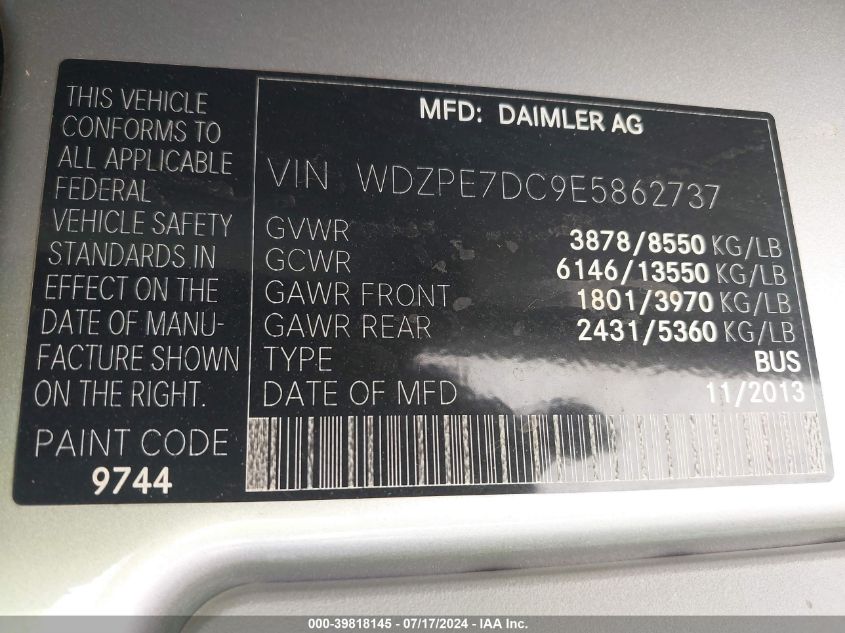 THIS VEHICLE
CONFORMS TO
ALL APPLICABLE
FEDERAL
VEHICLE SAFETY
STANDARDS IN
EFFECT ON THE
DATE OF MANU-
FACTURE SHOWN
ON THE RIGHT.
PAINT CODE
9744
MFD: DAIMLER AG
VIN WDZPE7DC9E5862737
GVWR 3878/8550 KG/LB
GCWR 6146/13550 KG/LB
GAWR FRONT 1801/3970 KG/LB
GAWR REAR 2431/5360 KG/LB
TYPE BUS
DATE OF MFD 11/2013
000-39818145 - 07/17/2024 - IAA Inc.